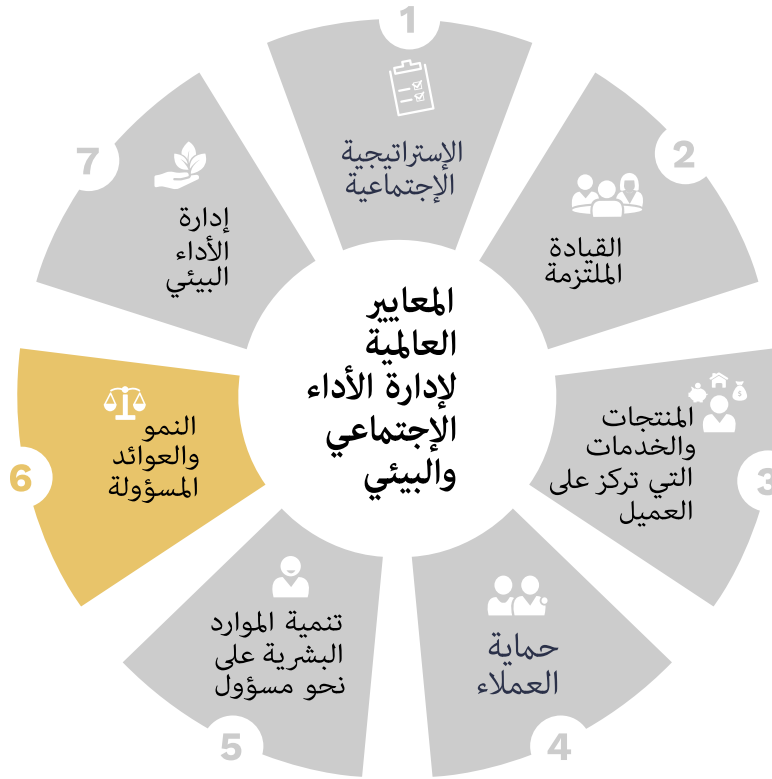 المعايير
العالمية
لإدارة الأداء
الإجتماعي
والبيئي
1
الإستراتيجية
الإجتماعية
2
القيادة
الملتزمة
3
المنتجات
والخدمات
التي تركز على
العميل
4
حماية
العملاء
5
تنمية الموارد
البشرية على
نحو مسؤول
6
النمو
والعوائد
المسؤولة
7
إدارة
الأداء
البيئي